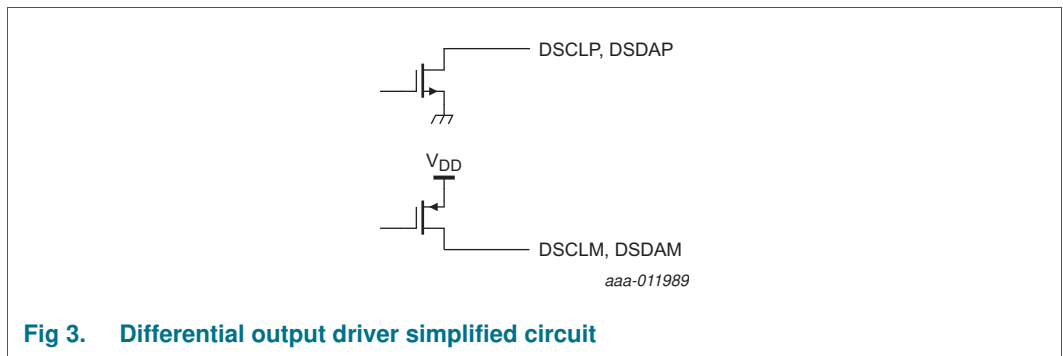 DSCLP, DSDAP
VDD
DSCLM, DSDAM
aaa-011989
Fig 3. Differential output driver simplified circuit